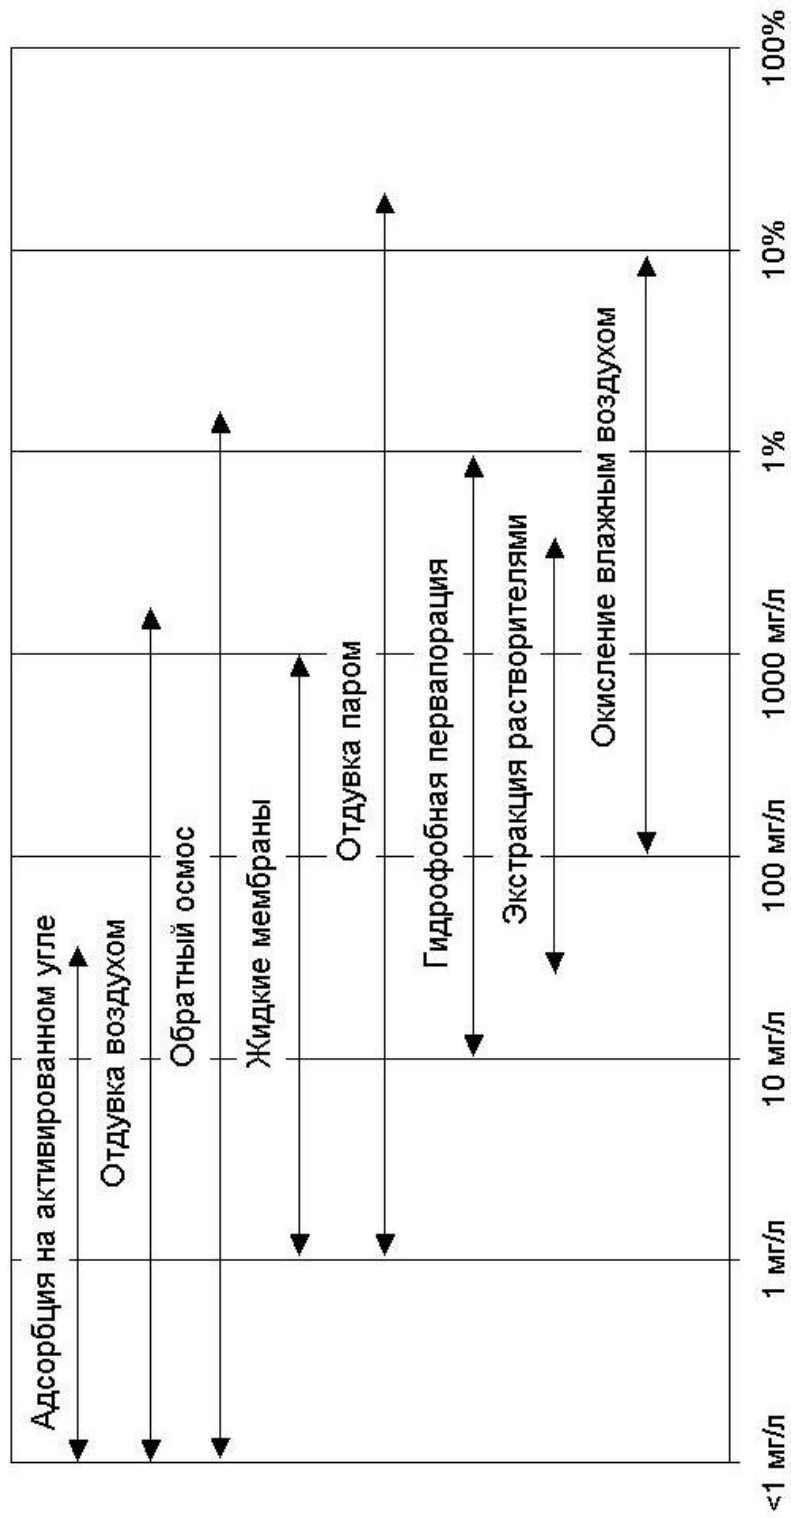 Адсорбция на активированном угле
Отдувка воздухом
Обратный осмос
Жидкие мембраны
Отдувка паром
Гидрофобная первапорация
Экстракция растворителями
Окисление влажным воздухом
<1 мг/л
1 мг/л
10 мг/л
100 мг/л
1000 мг/л
1%
10%
100%